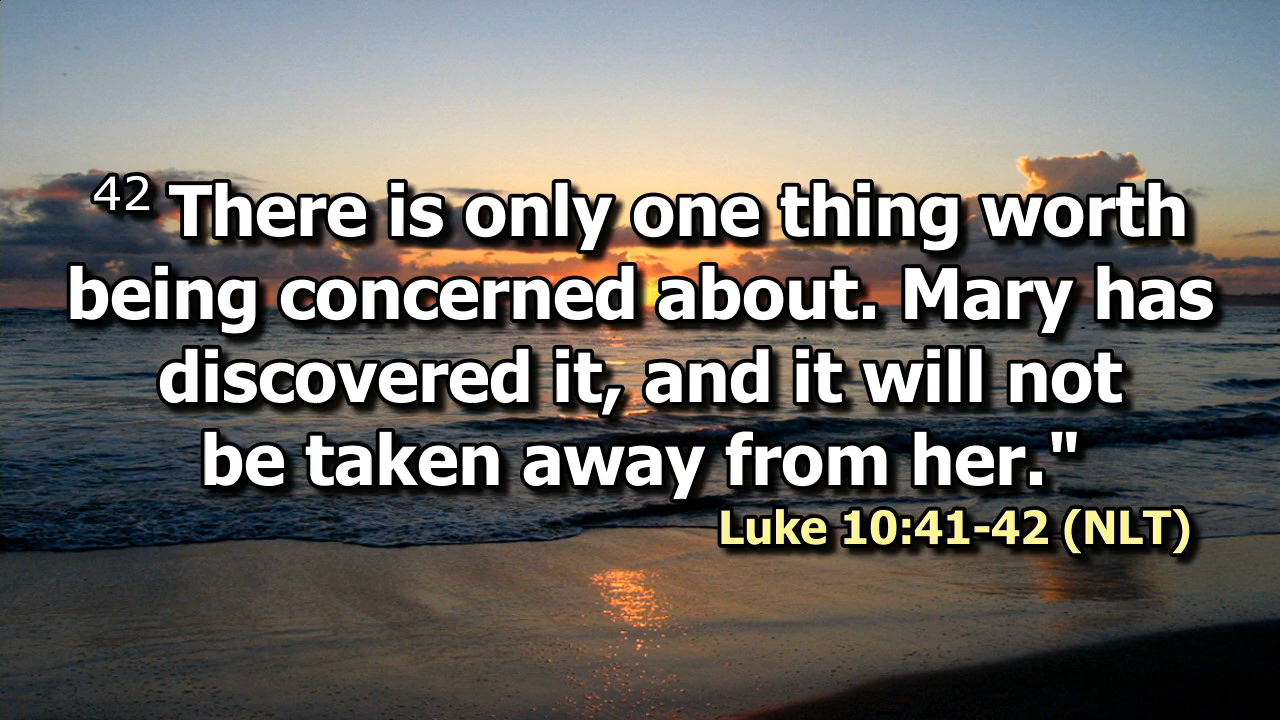 42 There is only one thing worth
being concerned about. Mary has
discovered it, and it will not
be taken away from her."
Luke 10:41-42 (NLT)